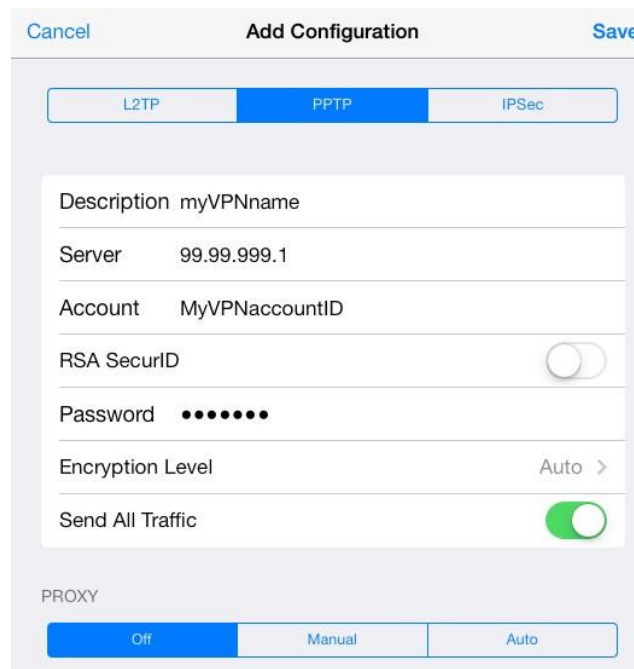 Cancel Add Configuration Save
L2TP PPTP IPSec
Description myVPNname
Server 99.99.999.1
Account MyVPNaccountID
RSA SecurID
Password •••••••
Encryption Level Auto >
Send All Traffic
PROXY
Off Manual Auto